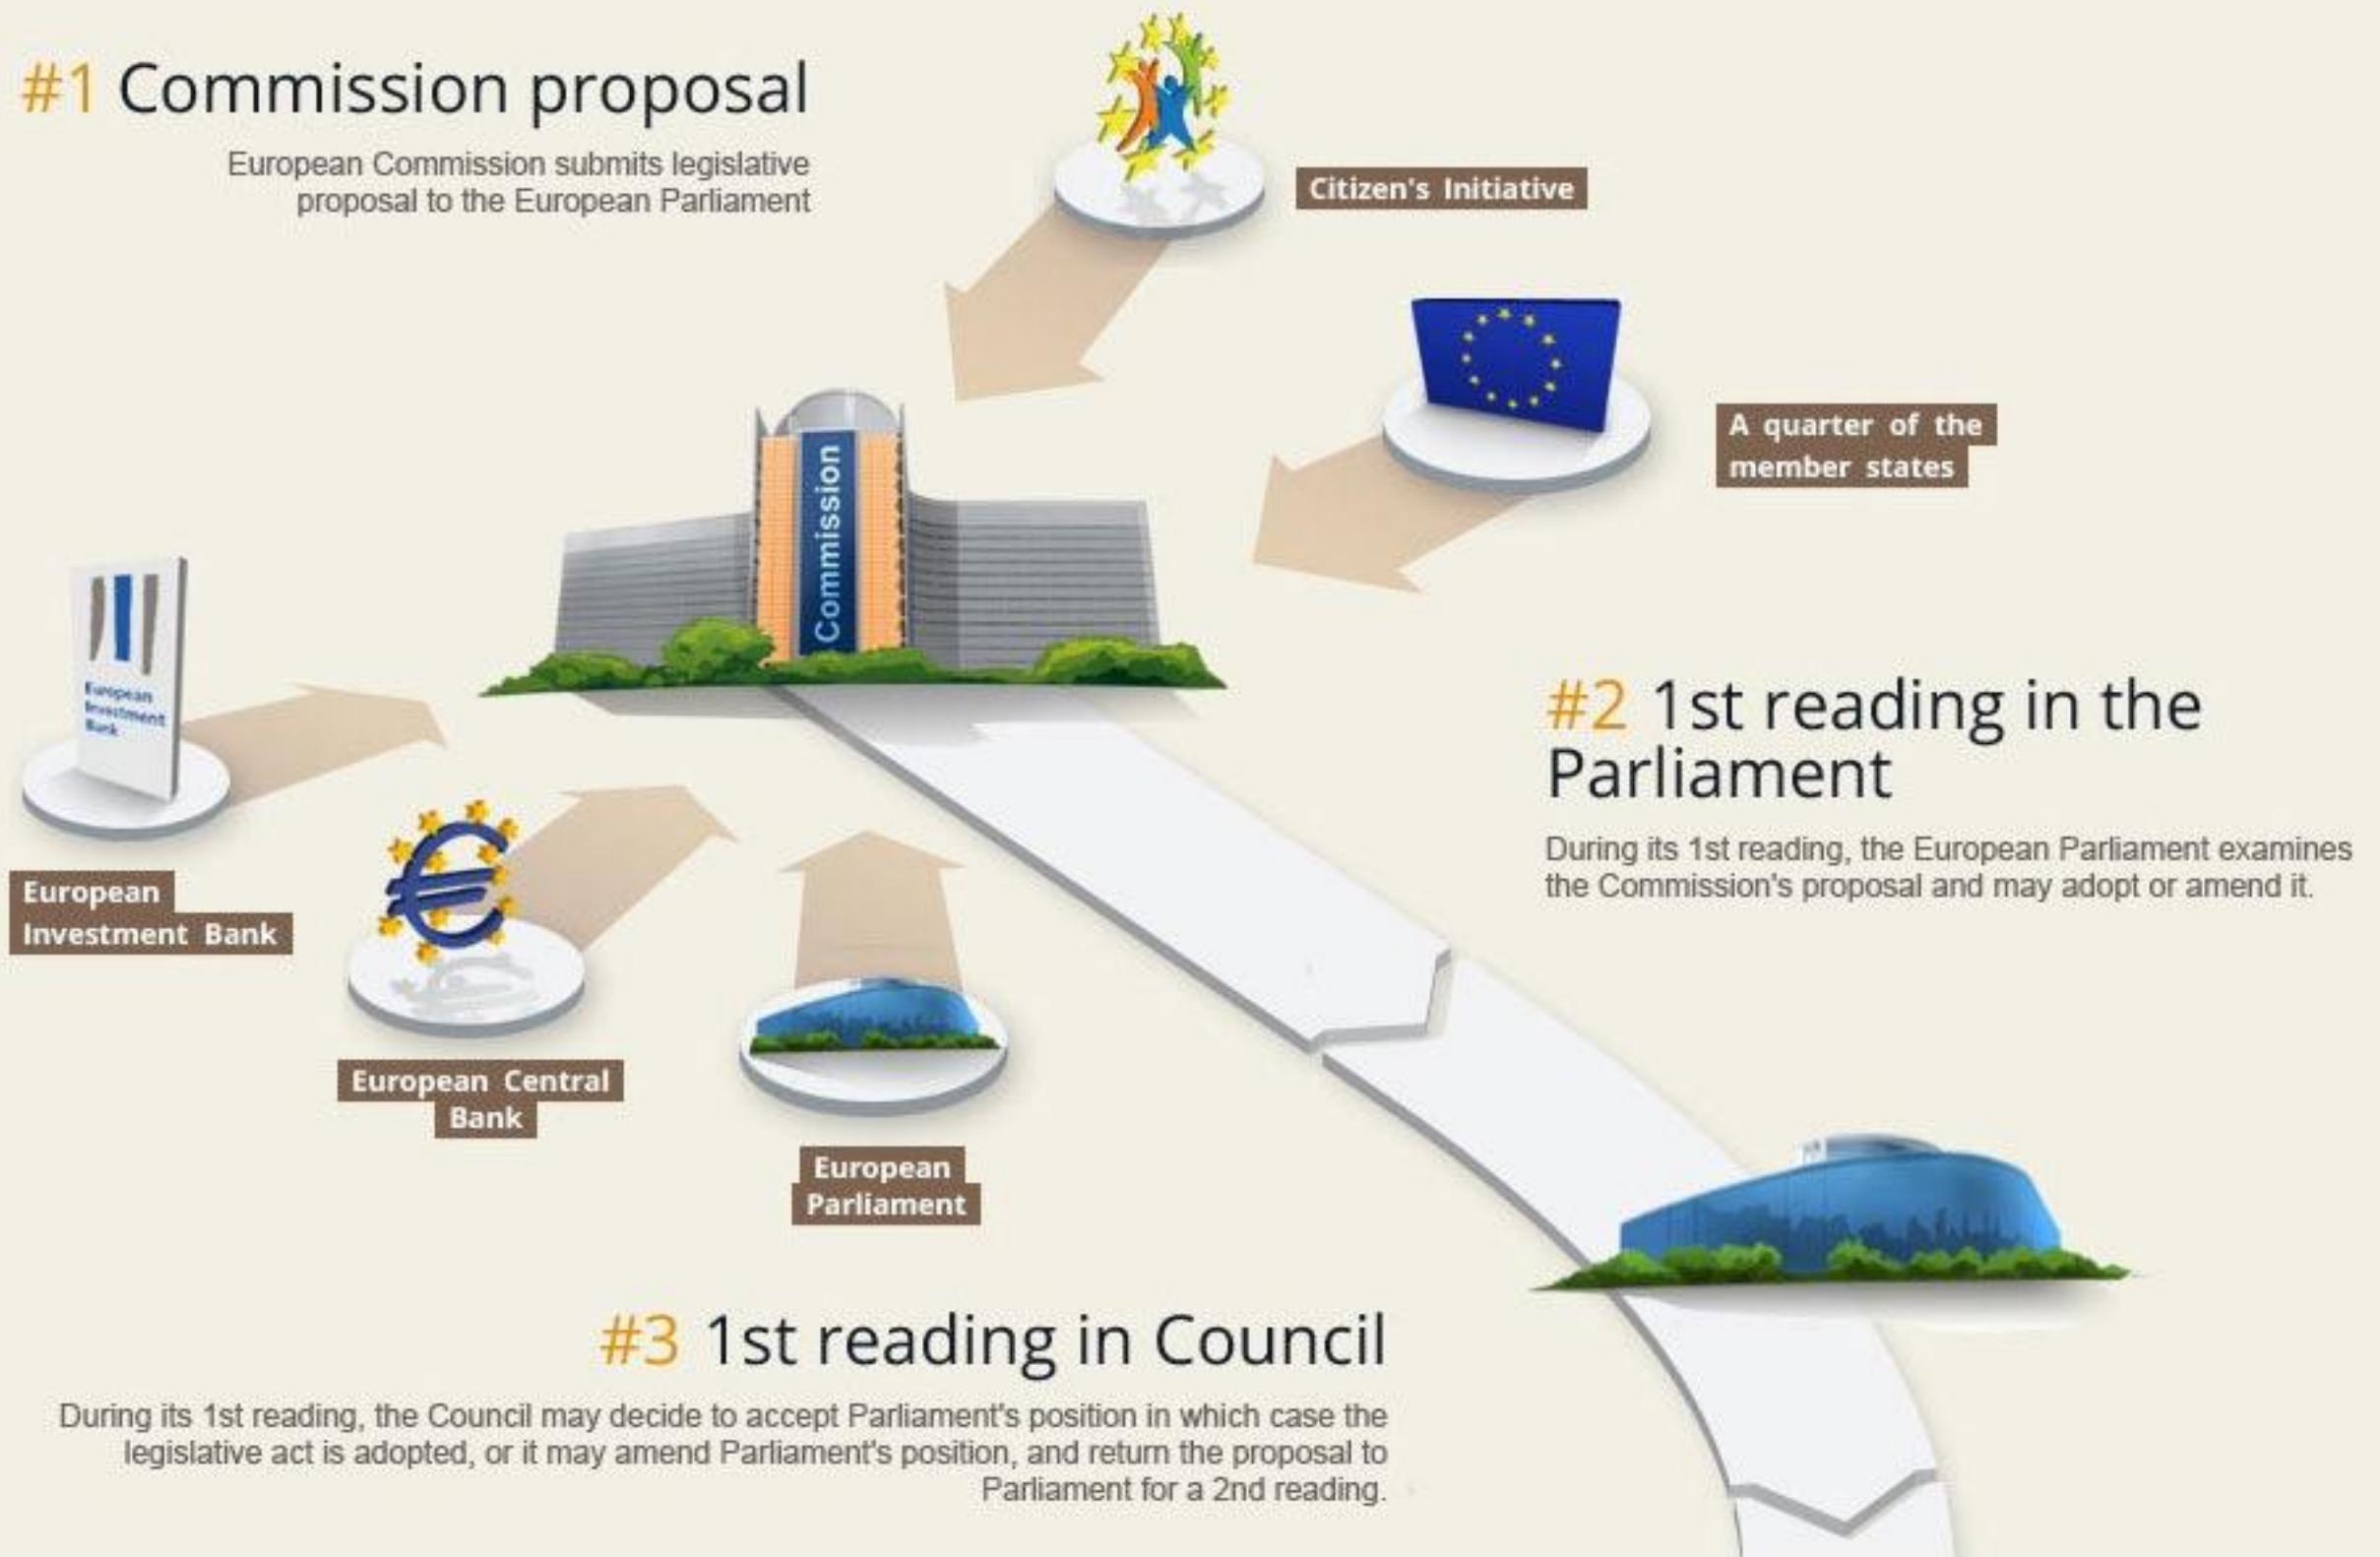 #1 Commission proposal
European Commission submits legislative
proposal to the European Parliament
Citizen's Initiative
A quarter of the
member states
Commission
European
Investment
Bank
European
Investment Bank
European Central
Bank
European
Parliament
#2 1st reading in the
Parliament
During its 1st reading, the European Parliament examines
the Commission's proposal and may adopt or amend it.
#3 1st reading in Council
During its 1st reading, the Council may decide to accept Parliament's position in which case the
legislative act is adopted, or it may amend Parliament's position, and return the proposal to
Parliament for a 2nd reading.